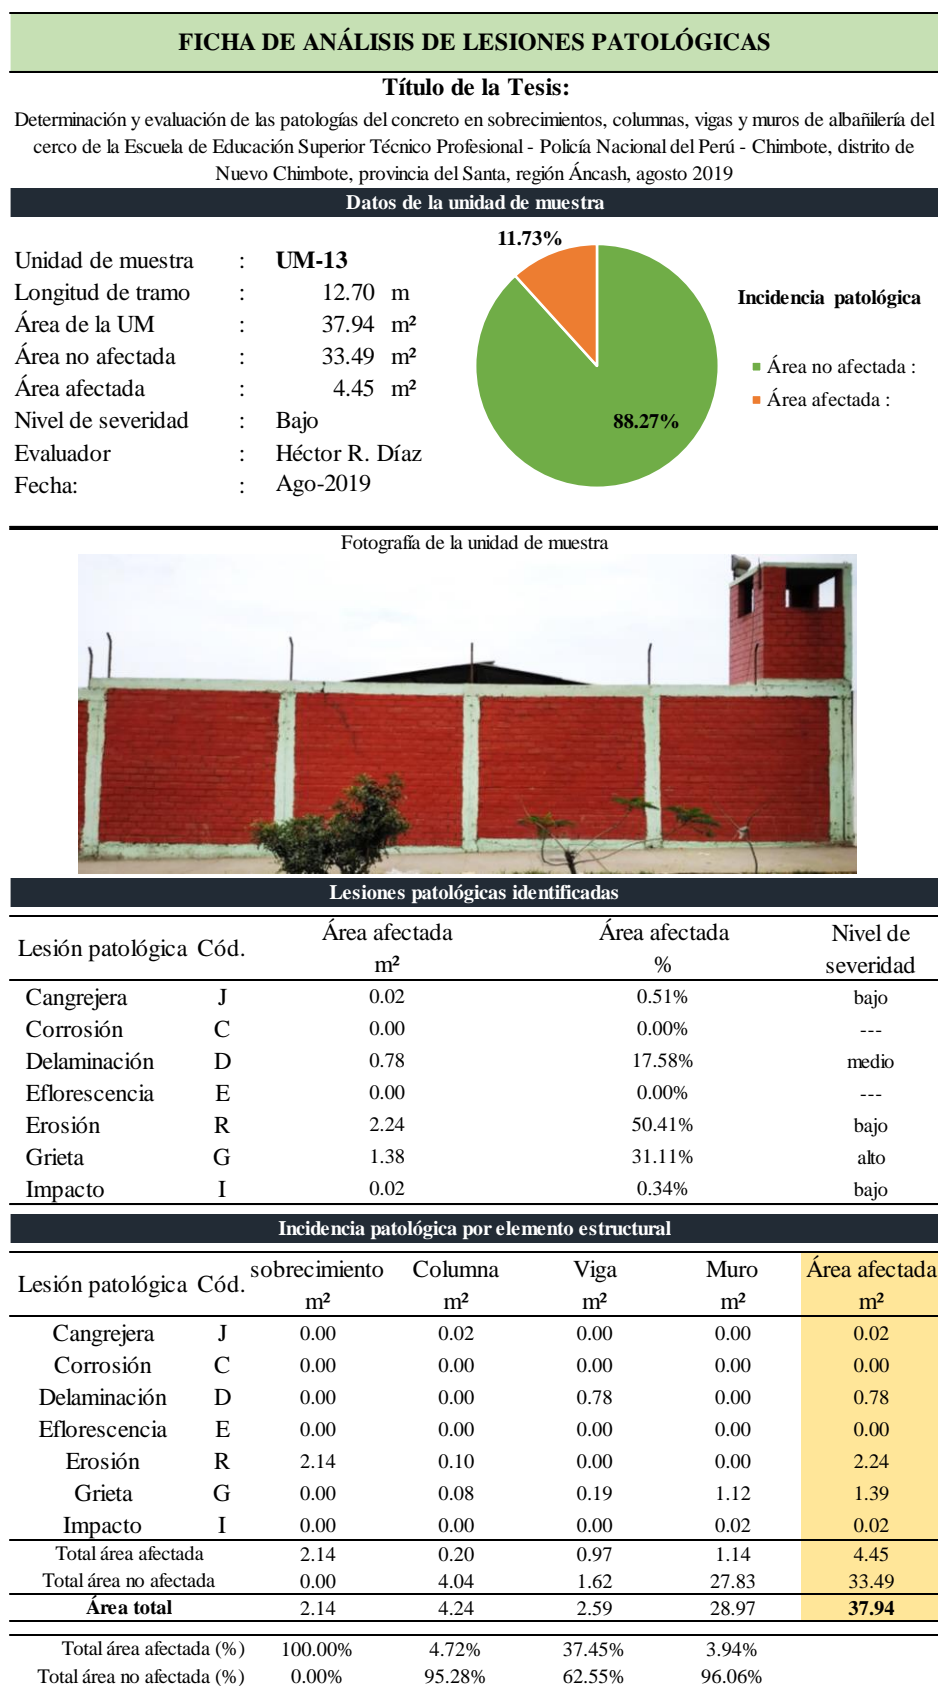 FICHA DE ANÁLISIS DE LESIONES PATOLÓGICAS
Título de la Tesis:
Determinación y evaluación de las patologías del concreto en sobrecimientos, columnas, vigas y muros de albañilería del
cerco de la Escuela de Educación Superior Técnico Profesional - Policía Nacional del Perú - Chimbote, distrito de
Nuevo Chimbote, provincia del Santa, región Áncash, agosto 2019
Datos de la unidad de muestra
Unidad de muestra : UM-13
Longitud de tramo : 12.70 m
Área de la UM : 37.94 m²
Área no afectada : 33.49 m²
Área afectada : 4.45 m²
Nivel de severidad : Bajo
Evaluador : Héctor R. Díaz
Fecha: : Ago-2019
11.73%
88.27%
Incidencia patológica
Área no afectada :
Área afectada :
Fotografía de la unidad de muestra
Lesiones patológicas identificadas
Lesión patológica Cód. Área afectada m² Área afectada % Nivel de severidad
Cangrejera J 0.02 0.51% bajo
Corrosión C 0.00 0.00% ---
Delaminación D 0.78 17.58% medio
Eflorescencia E 0.00 0.00% ---
Erosión R 2.24 50.41% bajo
Grieta G 1.38 31.11% alto
Impacto I 0.02 0.34% bajo
Incidencia patológica por elemento estructural
Lesión patológica Cód. sobrecimiento m² Columna m² Viga m² Muro m² Área afectada m²
Cangrejera J 0.00 0.02 0.00 0.00 0.02
Corrosión C 0.00 0.00 0.00 0.00 0.00
Delaminación D 0.00 0.00 0.78 0.00 0.78
Eflorescencia E 0.00 0.00 0.00 0.00 0.00
Erosión R 2.14 0.10 0.00 0.00 2.24
Grieta G 0.00 0.08 0.19 1.12 1.39
Impacto I 0.00 0.00 0.00 0.02 0.02
Total área afectada 2.14 0.20 0.97 1.14 4.45
Total área no afectada 0.00 4.04 1.62 27.83 33.49
Área total 2.14 4.24 2.59 28.97 37.94
Total área afectada (%) 100.00% 4.72% 37.45% 3.94%
Total área no afectada (%) 0.00% 95.28% 62.55% 96.06%